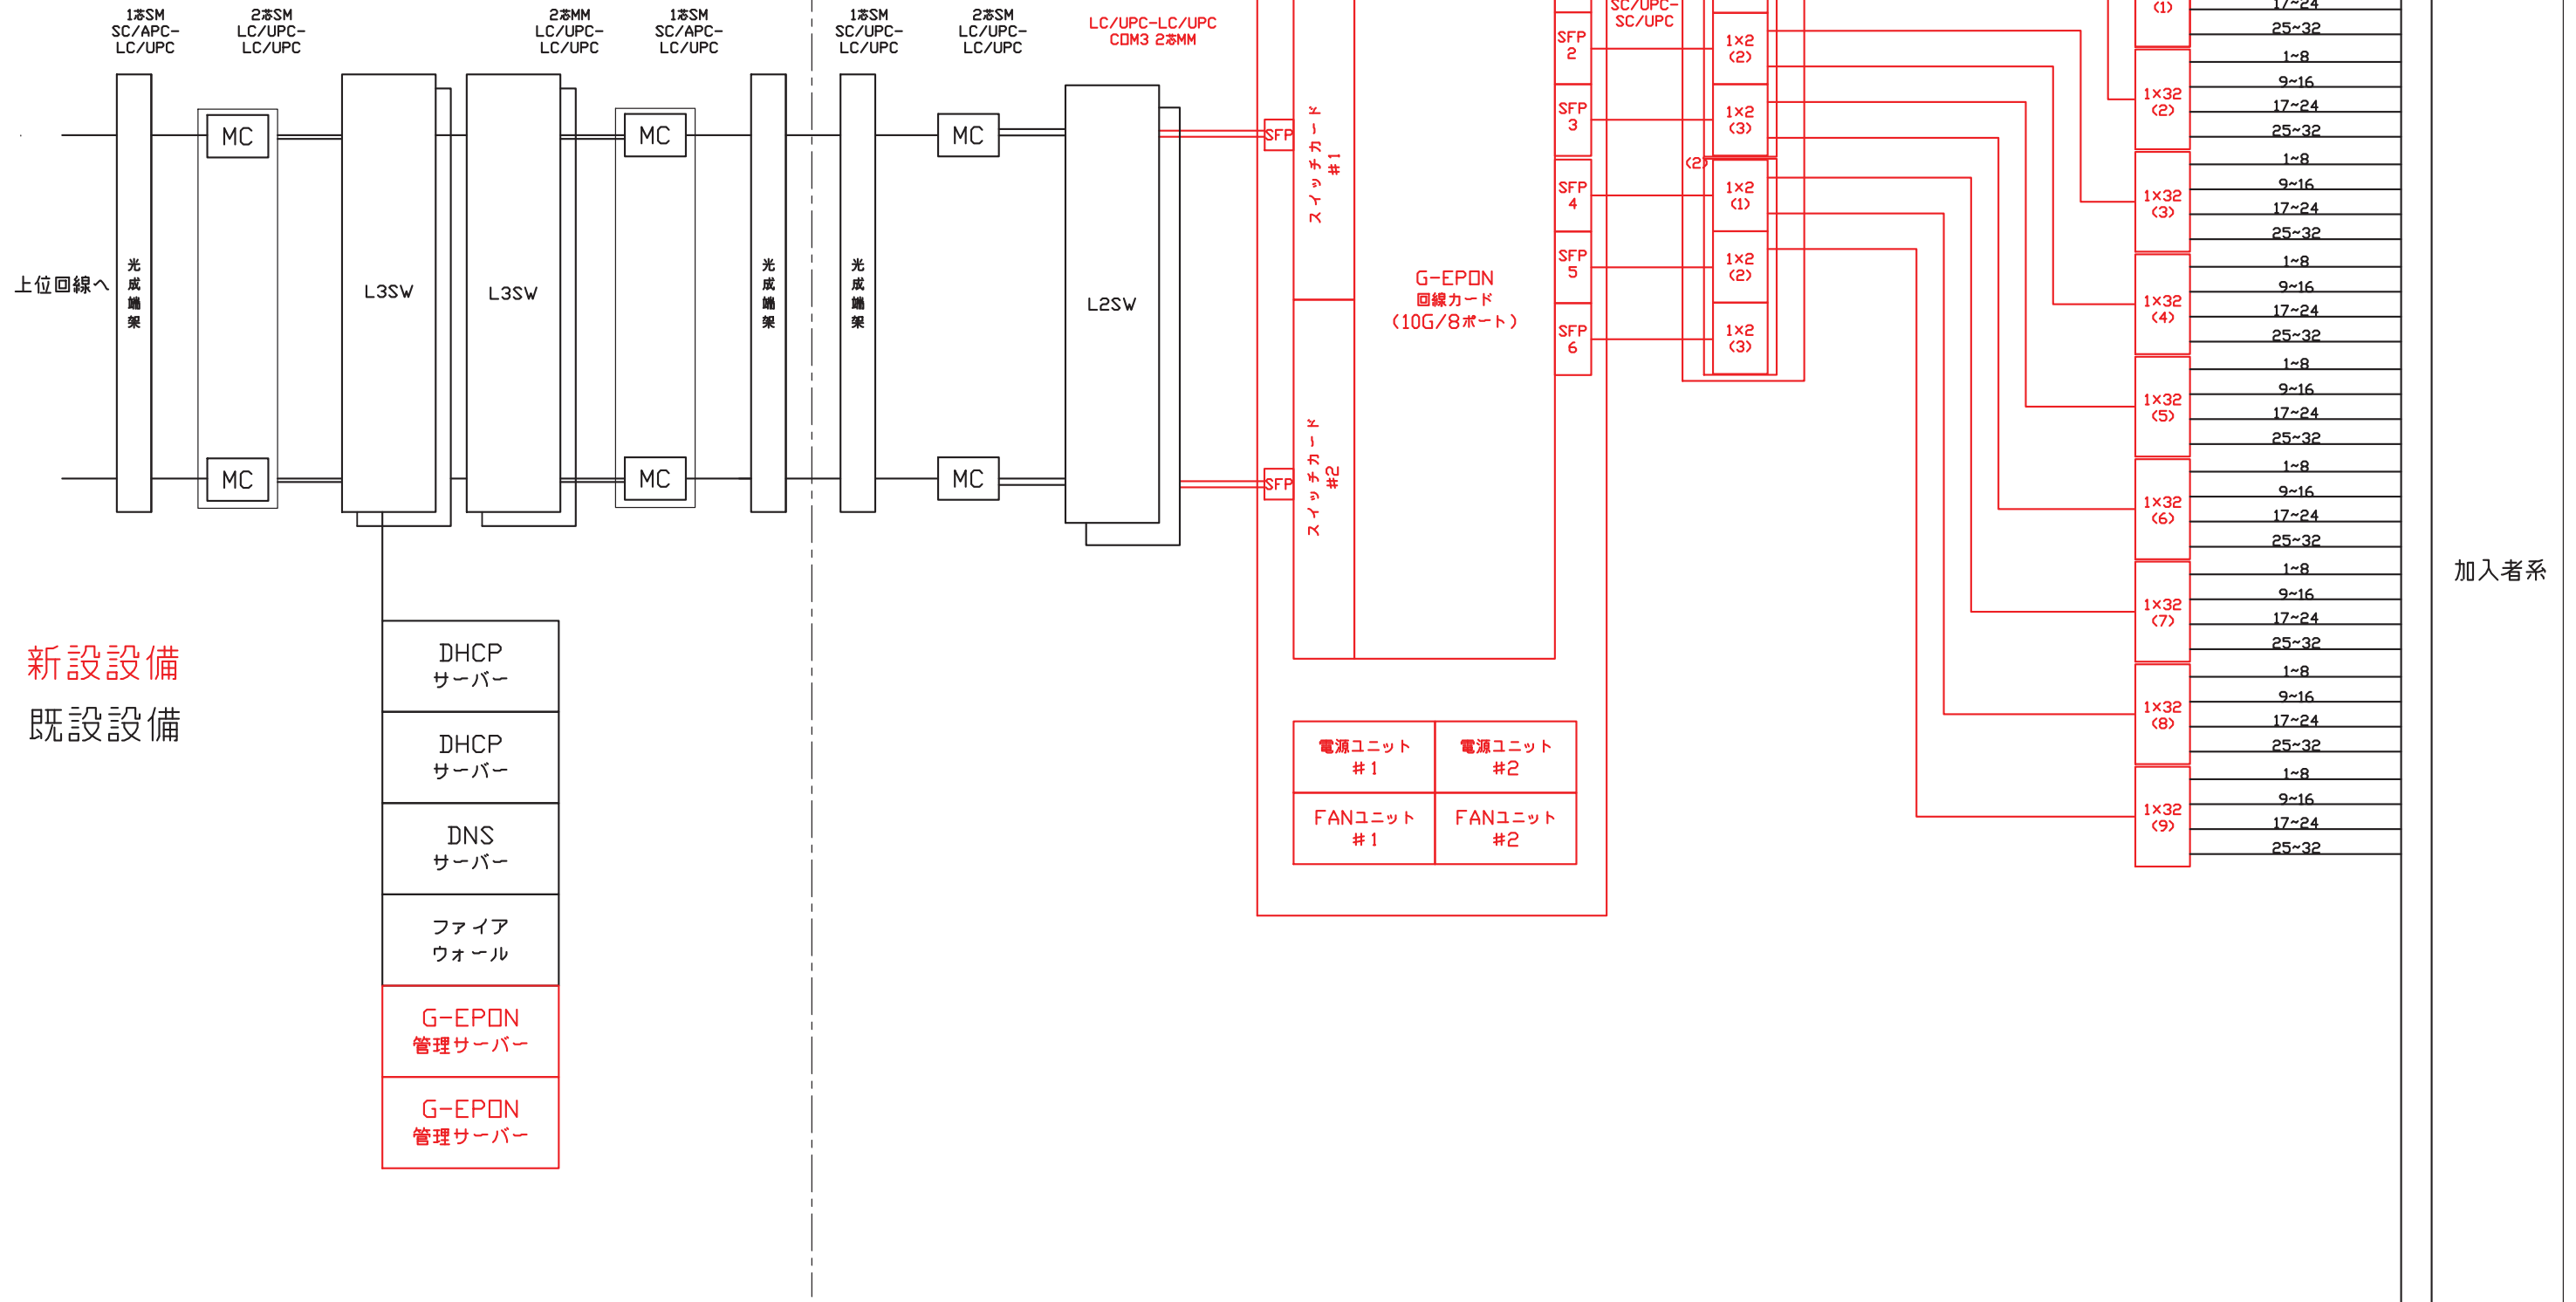 1芯SM
SC/APC-
LC/UPC
2芯SM
LC/UPC-
LC/UPC
2芯MM
LC/UPC-
LC/UPC
1芯SM
SC/APC-
LC/UPC
1芯SM
SC/UPC-
LC/UPC
2芯SM
LC/UPC-
LC/UPC
LC/UPC-LC/UPC
COM3 2芯MM
SC/UPC-
SC/UPC
上位回線へ
光成端架
MC
MC
L3SW
L3SW
MC
MC
光成端架
光成端架
MC
MC
L2SW
SFP
SFP
スイッチカード
#1
スイッチカード
#2
G-EPON
回線カード
(10G/8ポート)
SFP
2
SFP
3
SFP
4
SFP
5
SFP
6
1×2
(2)
1×2
(3)
(2)
1×2
(1)
1×2
(2)
1×2
(3)
電源ユニット
#1
電源ユニット
#2
FANユニット
#1
FANユニット
#2
(1)
17~24
25~32
1×32
(2)
1~8
9~16
17~24
25~32
1×32
(3)
1~8
9~16
17~24
25~32
1×32
(4)
1~8
9~16
17~24
25~32
1×32
(5)
1~8
9~16
17~24
25~32
1×32
(6)
1~8
9~16
17~24
25~32
1×32
(7)
1~8
9~16
17~24
25~32
1×32
(8)
1~8
9~16
17~24
25~32
1×32
(9)
1~8
9~16
17~24
25~32
加入者系
新設設備
既設設備
DHCP
サーバー
DHCP
サーバー
DNS
サーバー
ファイア
ウォール
G-EPON
管理サーバー
G-EPON
管理サーバー